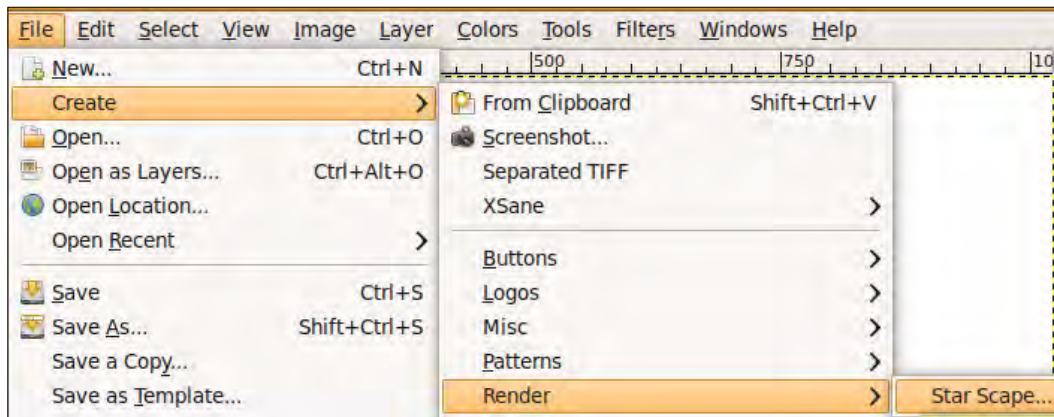 File Edit Select View Image Layer Colors Tools Filters Windows Help
500 750 10
New... Ctrl+N
Create >
From Clipboard Shift+Ctrl+V
Open... Ctrl+O
Screenshot...
Open as Layers... Ctrl+Alt+O
Separated TIFF
Open Location...
XSane >
Open Recent >
Buttons >
Save Ctrl+S
Logos >
Save As... Shift+Ctrl+S
Misc >
Save a Copy...
Patterns >
Save as Template...
Render >
Star Scape...